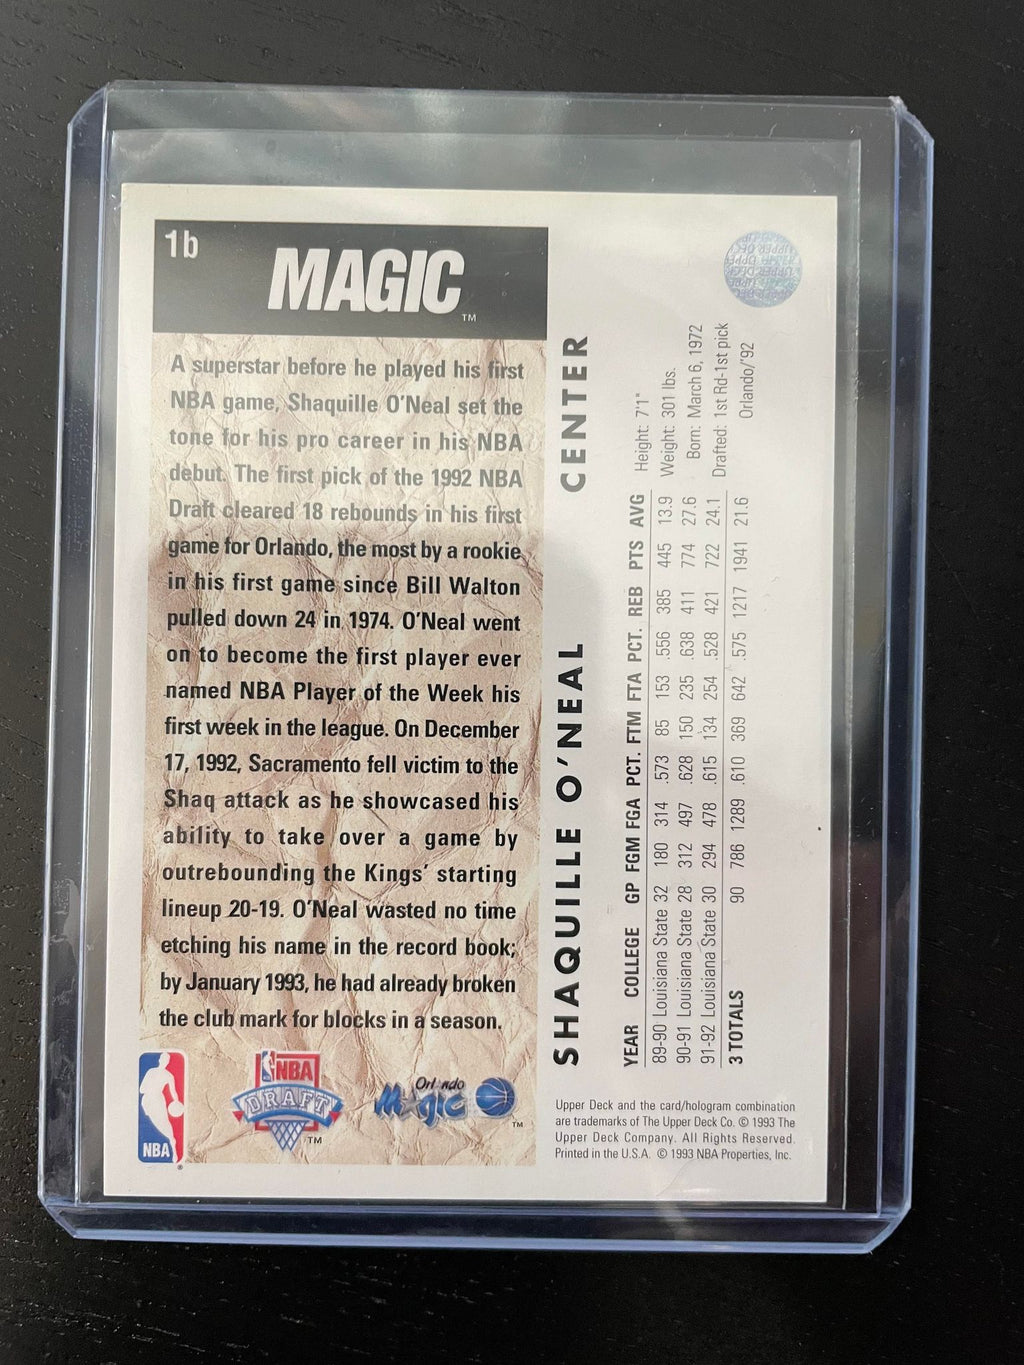 1b
MAGIC
TM
A superstar before he played his first
NBA game, Shaquille O'Neal set the
tone for his pro career in his NBA
debut. The first pick of the 1992 NBA
Draft cleared 18 rebounds in his first
game for Orlando, the most by a rookie
in his first game since Bill Walton
pulled down 24 in 1974. O'Neal went
on to become the first player ever
named NBA Player of the Week his
first week in the league. On December
17, 1992, Sacramento fell victim to the
Shaq attack as he showcased his
ability to take over a game by
outrebounding the Kings' starting
lineup 20-19. O'Neal wasted no time
etching his name in the record book;
by January 1993, he had already broken
the club mark for blocks in a season.
NBA
®
NBA
DRAFT
TM
Orlando
Magic
TM
SHAQUILLE O'NEAL CENTER
Height: 7'1"
Weight: 301 lbs.
Born: March 6, 1972
Drafted: 1st Rd-1st pick
Orlando/'92
YEAR COLLEGE GP FGM FGA PCT. FTM FTA PCT. REB PTS AVG
89-90 Louisiana State 32 180 314 .573 85 153 .556 385 445 13.9
90-91 Louisiana State 28 312 497 .628 150 235 .638 411 774 27.6
91-92 Louisiana State 30 294 478 .615 134 254 .528 421 722 24.1
3 TOTALS 90 786 1289 .610 369 642 .575 1217 1941 21.6
Upper Deck and the card/hologram combination
are trademarks of The Upper Deck Co. © 1993 The
Upper Deck Company. All Rights Reserved.
Printed in the U.S.A. © 1993 NBA Properties, Inc.
UPPER DECK